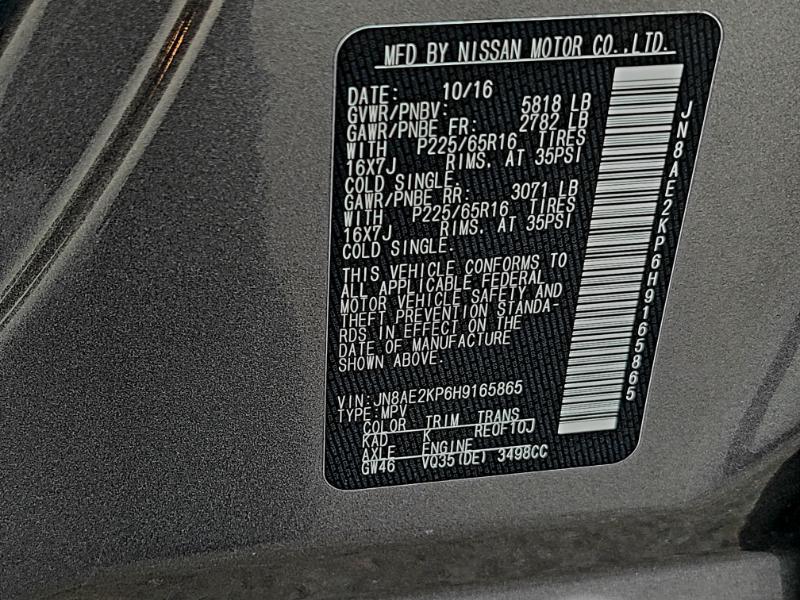 MFD BY NISSAN MOTOR CO.,LTD.
DATE: 10/16
GVWR/PNBV: 5818 LB
GAWR/PNBE FR: 2782 LB
WITH P225/65R16 TIRES
16X7J RIMS. AT 35PSI
COLD SINGLE.
GAWR/PNBE RR: 3071 LB
WITH P225/65R16 TIRES
16X7J RIMS. AT 35PSI
COLD SINGLE.
THIS VEHICLE CONFORMS TO
ALL APPLICABLE FEDERAL
MOTOR VEHICLE SAFETY AND
THEFT PREVENTION STANDA-
RDS IN EFFECT ON THE
DATE OF MANUFACTURE
SHOWN ABOVE.
VIN:JN8AE2KP6H9165865
TYPE:MPV
COLOR TRIM TRANS
KAD K RE0F10J
AXLE ENGINE
GW46 VQ35(DE) 3498CC
JN8AE2KP6H9165865